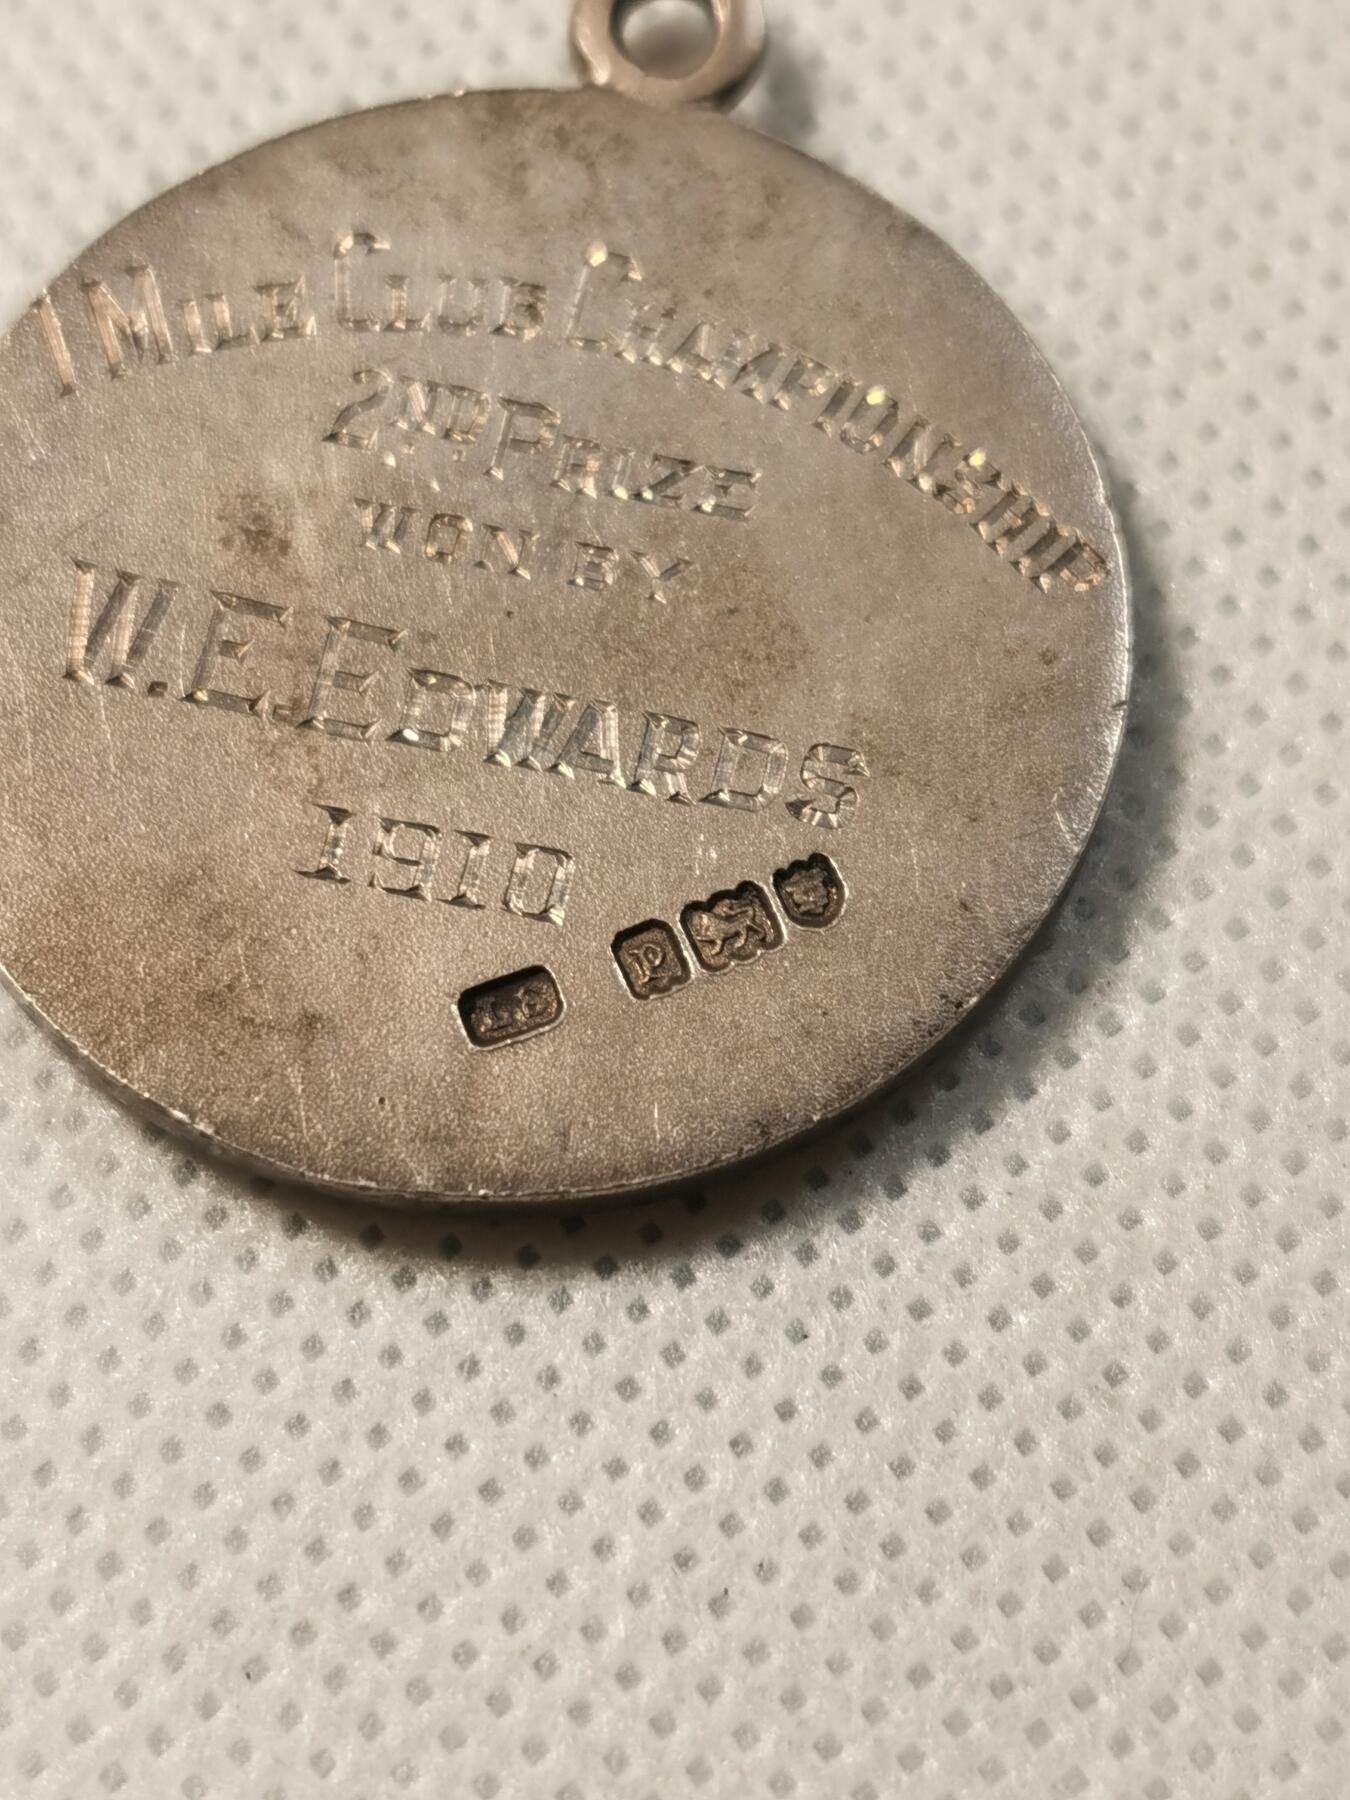 1 MILE CLUB CHAMPIONSHIP
2ND PRIZE
WON BY
W.E.EDWARDS
1910